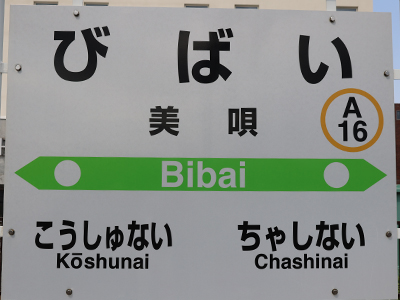 びばい
美唄
A
16
Bibai
こうしゅない ちゃしない
Kōshunai Chashinai